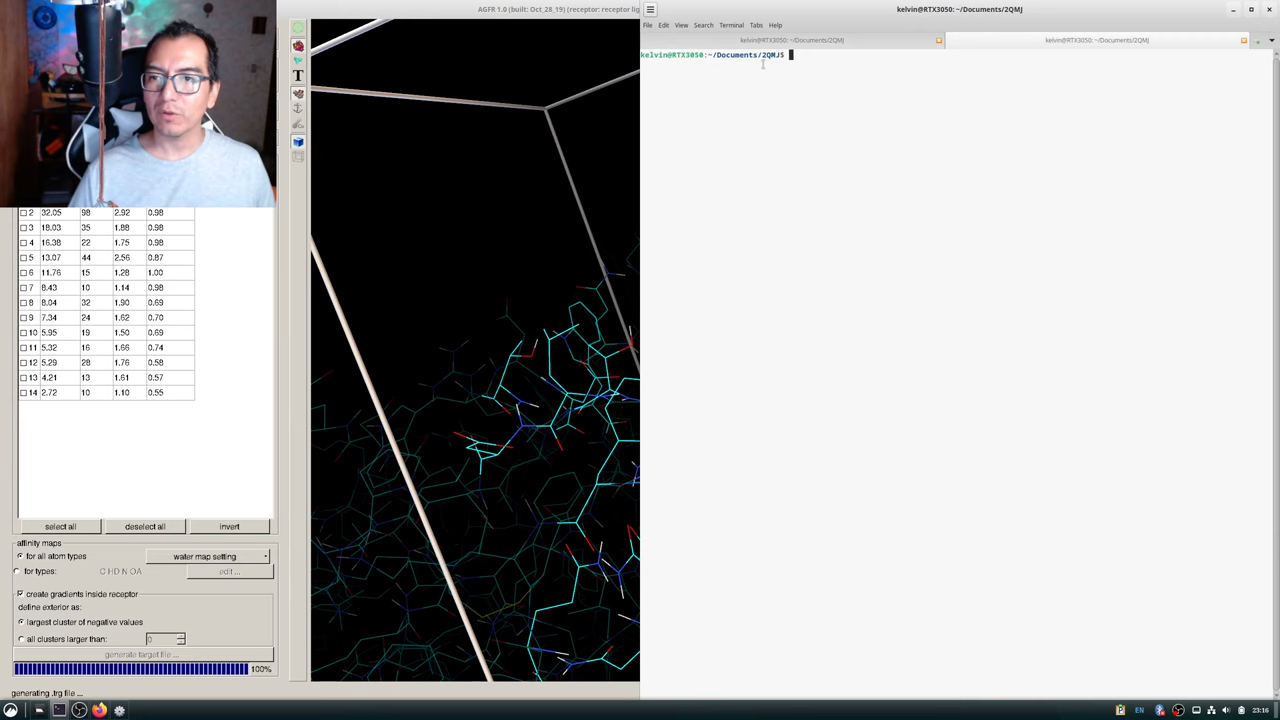 AGFR 1.0 (built: Oct_28_19) (receptor: receptor lig
kelvin@RTX3050: ~/Documents/2QMJ
File Edit View Search Terminal Tabs Help
kelvin@RTX3050: ~/Documents/2QMJ
kelvin@RTX3050: ~/Documents/2QMJ
kelvin@RTX3050:~/Documents/2QMJ$
T
2 32.05 98 2.92 0.98
3 18.03 35 1.88 0.98
4 16.38 22 1.75 0.98
5 13.07 44 2.56 0.87
6 11.76 15 1.28 1.00
7 8.43 10 1.14 0.98
8 8.04 32 1.90 0.69
9 7.34 24 1.62 0.70
10 5.95 19 1.50 0.69
11 5.32 16 1.66 0.74
12 5.29 28 1.76 0.58
13 4.21 13 1.61 0.57
14 2.72 10 1.10 0.55
select all deselect all invert
affinity maps
for all atom types water map setting
for types: C HD N OA edit ...
create gradients inside receptor
define exterior as:
largest cluster of negative values
all clusters larger than: 0
generate target file ...
100%
generating .trg file ...
EN 23:16